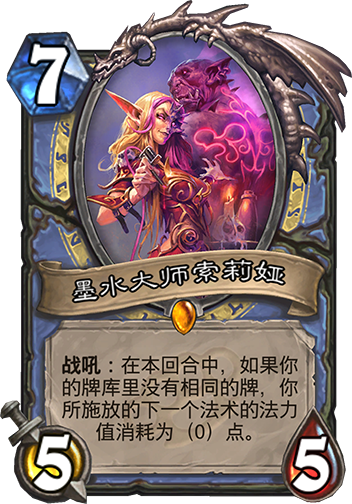 7
墨水大师索莉娅
战吼：在本回合中，如果你
的牌库里没有相同的牌，你
所施放的下一个法术的法力
值消耗为（0）点。
5
5